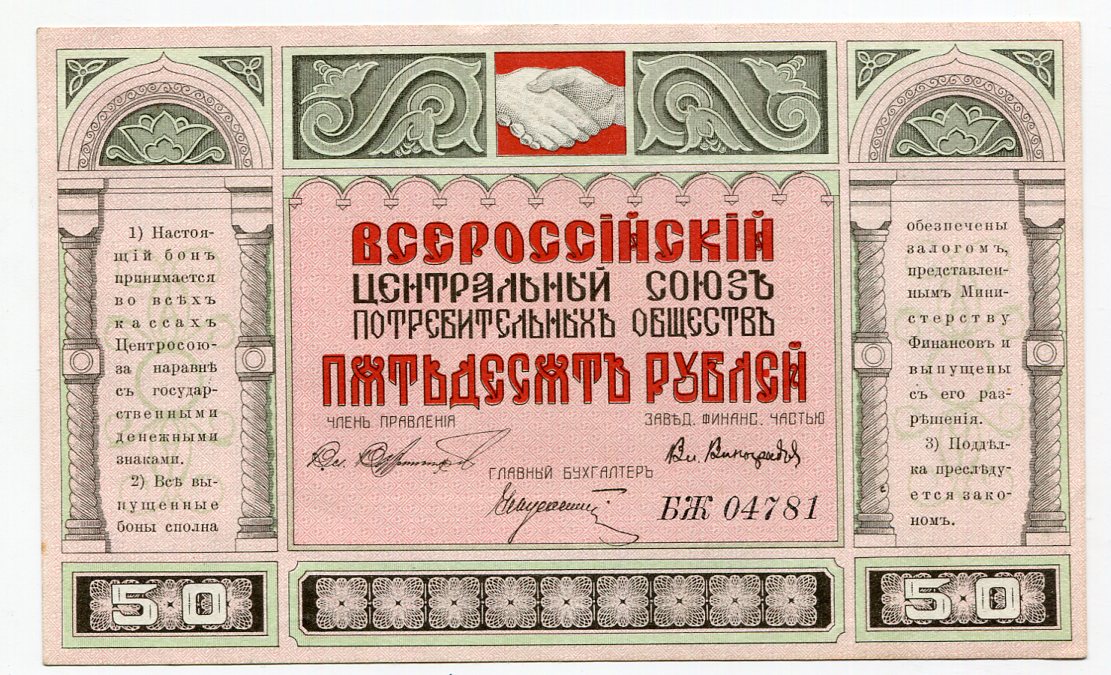 1) Настоя-
щій бонъ
принимается
во всѣхъ
кассахъ
Центросою-
за наравнѣ
съ государ-
ственными
денежными
знаками.
2) Всѣ вы-
пущенные
боны сполна
ВСЕРОССІЙСКІЙ
ЦЕНТРАЛЬНЫЙ СОЮЗЪ
ПОТРЕБИТЕЛЬНЫХЪ ОБЩЕСТВЪ
ПЯТЬДЕСЯТЪ РУБЛЕЙ
ЧЛЕНЪ ПРАВЛЕНІЯ
ЗАВѢД. ФИНАНС. ЧАСТЬЮ
Вл. Виноградов
ГЛАВНЫЙ БУХГАЛТЕРЪ
БЖ 04781
обезпечены
залогомъ,
представлен-
нымъ Мини-
стерству
Финансовъ и
выпущены
съ его раз-
рѣшенія.
3) Поддѣл-
ка преслѣду-
ется зако-
номъ.
50
50